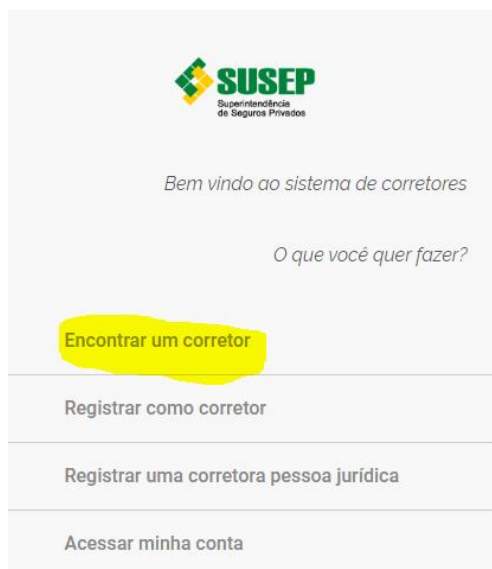 SUSEP
Superintendência
de Seguros Privados
Bem vindo ao sistema de corretores
O que você quer fazer?
Encontrar um corretor
Registrar como corretor
Registrar uma corretora pessoa jurídica
Acessar minha conta